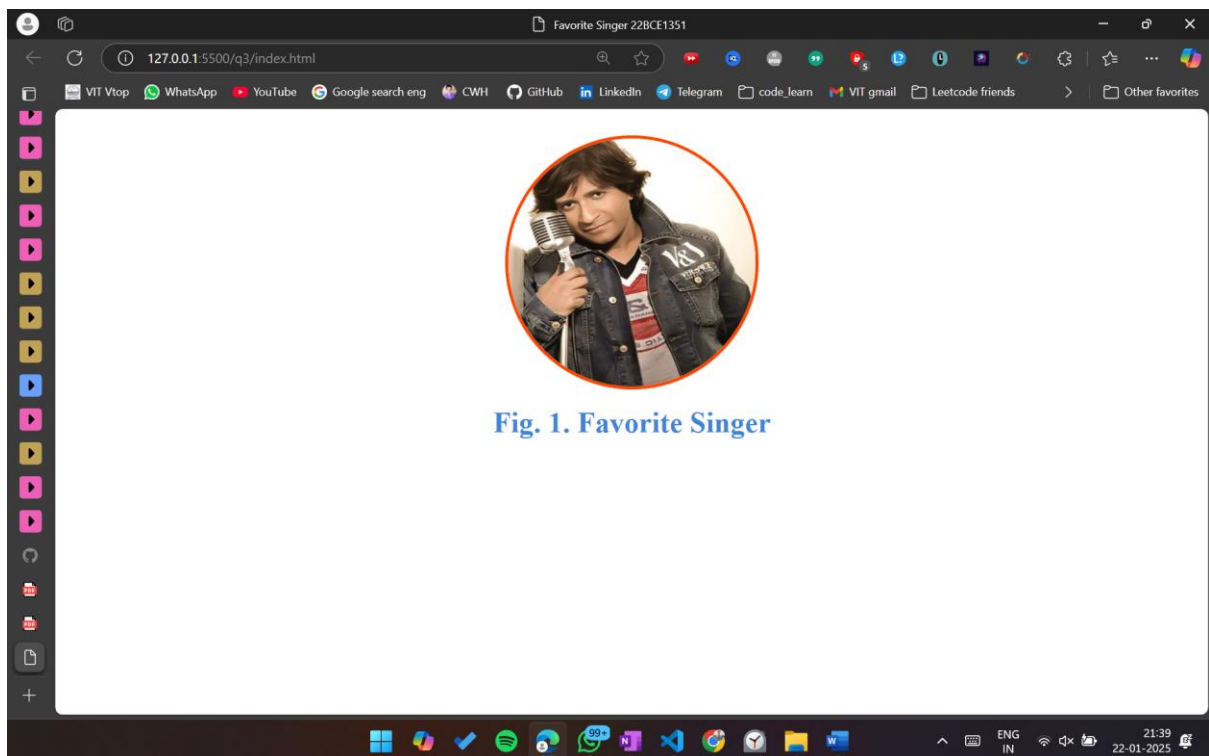 Favorite Singer 22BCE1351
127.0.0.1:5500/q3/index.html
VIT Vtop WhatsApp YouTube Google search eng CWH GitHub LinkedIn Telegram code_learn VIT gmail Leetcode friends Other favorites
Fig. 1. Favorite Singer
99+
ENG
IN
21:39
22-01-2025